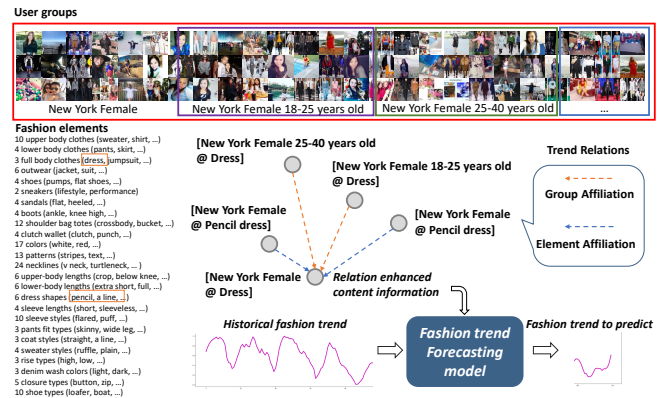 User groups
New York Female
New York Female 18-25 years old
New York Female 25-40 years old
...
Fashion elements
10 upper body clothes (sweater, shirt, ...)
4 lower body clothes (pants, skirt, ...)
3 full body clothes (dress, jumpsuit, ...)
6 outwear (jacket, suit, ...)
4 shoes (pumps, flat shoes, ...)
2 sneakers (lifestyle, performance)
4 sandals (flat, heeled, ...)
4 boots (ankle, knee high, ...)
12 shoulder bag totes (crossbody, bucket, ...)
4 clutch wallet (clutch, punch, ...)
17 colors (white, red, ...)
13 patterns (stripes, text, ...)
24 necklines (v neck, turtleneck, ... )
6 upper-body lengths (crop, below knee, ...)
6 lower-body lengths (extra short, full, ...)
6 dress shapes (pencil, a line, ...)
4 sleeve lengths (short, sleeveless, ...)
10 sleeve styles (flared, puff, ...)
3 pants fit types (skinny, wide leg, ...)
3 coat styles (straight, a line, ...)
4 sweater styles (ruffle, plain, ...)
3 rise types (high, low, ...)
3 denim wash colors (light, dark, ...)
5 closure types (button, zip, ...)
10 shoe types (loafer, boat, ...)
[New York Female 25-40 years old
@ Dress]
[New York Female 18-25 years old
@ Dress]
[New York Female
@ Pencil dress]
[New York Female
@ Pencil dress]
[New York Female
@ Dress]
Relation enhanced
content information
Trend Relations
Group Affiliation
Element Affiliation
Historical fashion trend
Fashion trend
Forecasting
model
Fashion trend to predict